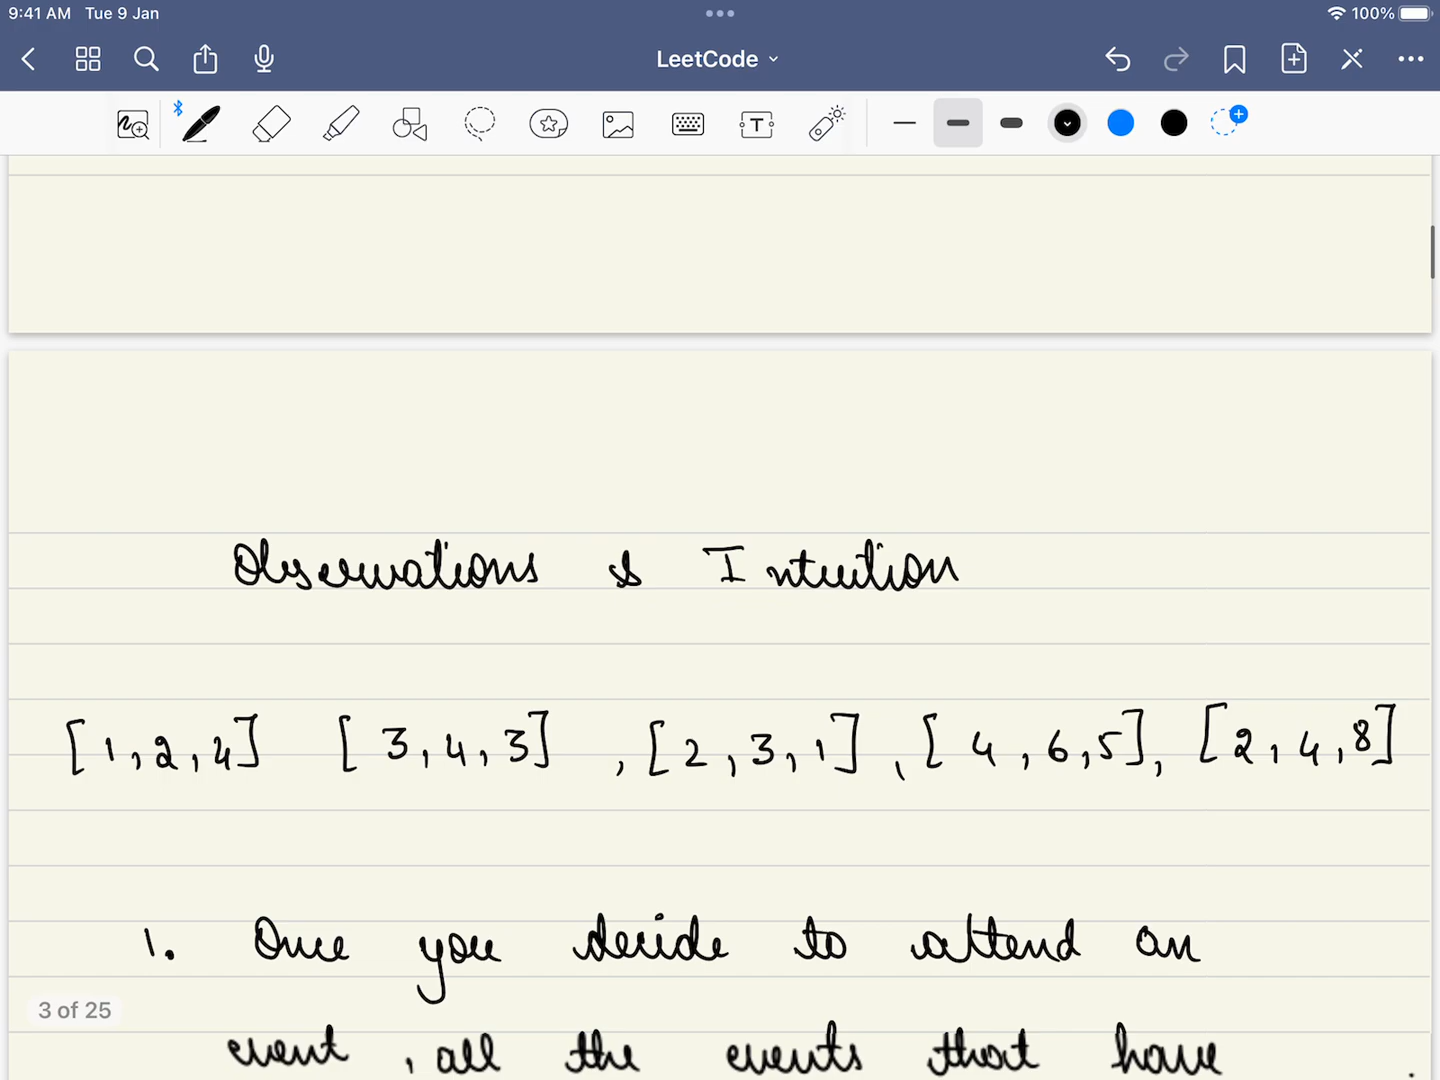 9:41 AM Tue 9 Jan
100%
LeetCode
T
Observations & Intuition
[1,2,4] [3,4,3] ,[2,3,1] ,[4,6,5], [2,4,8]
1. Once you decide to attend an
3 of 25
event , all the events that have